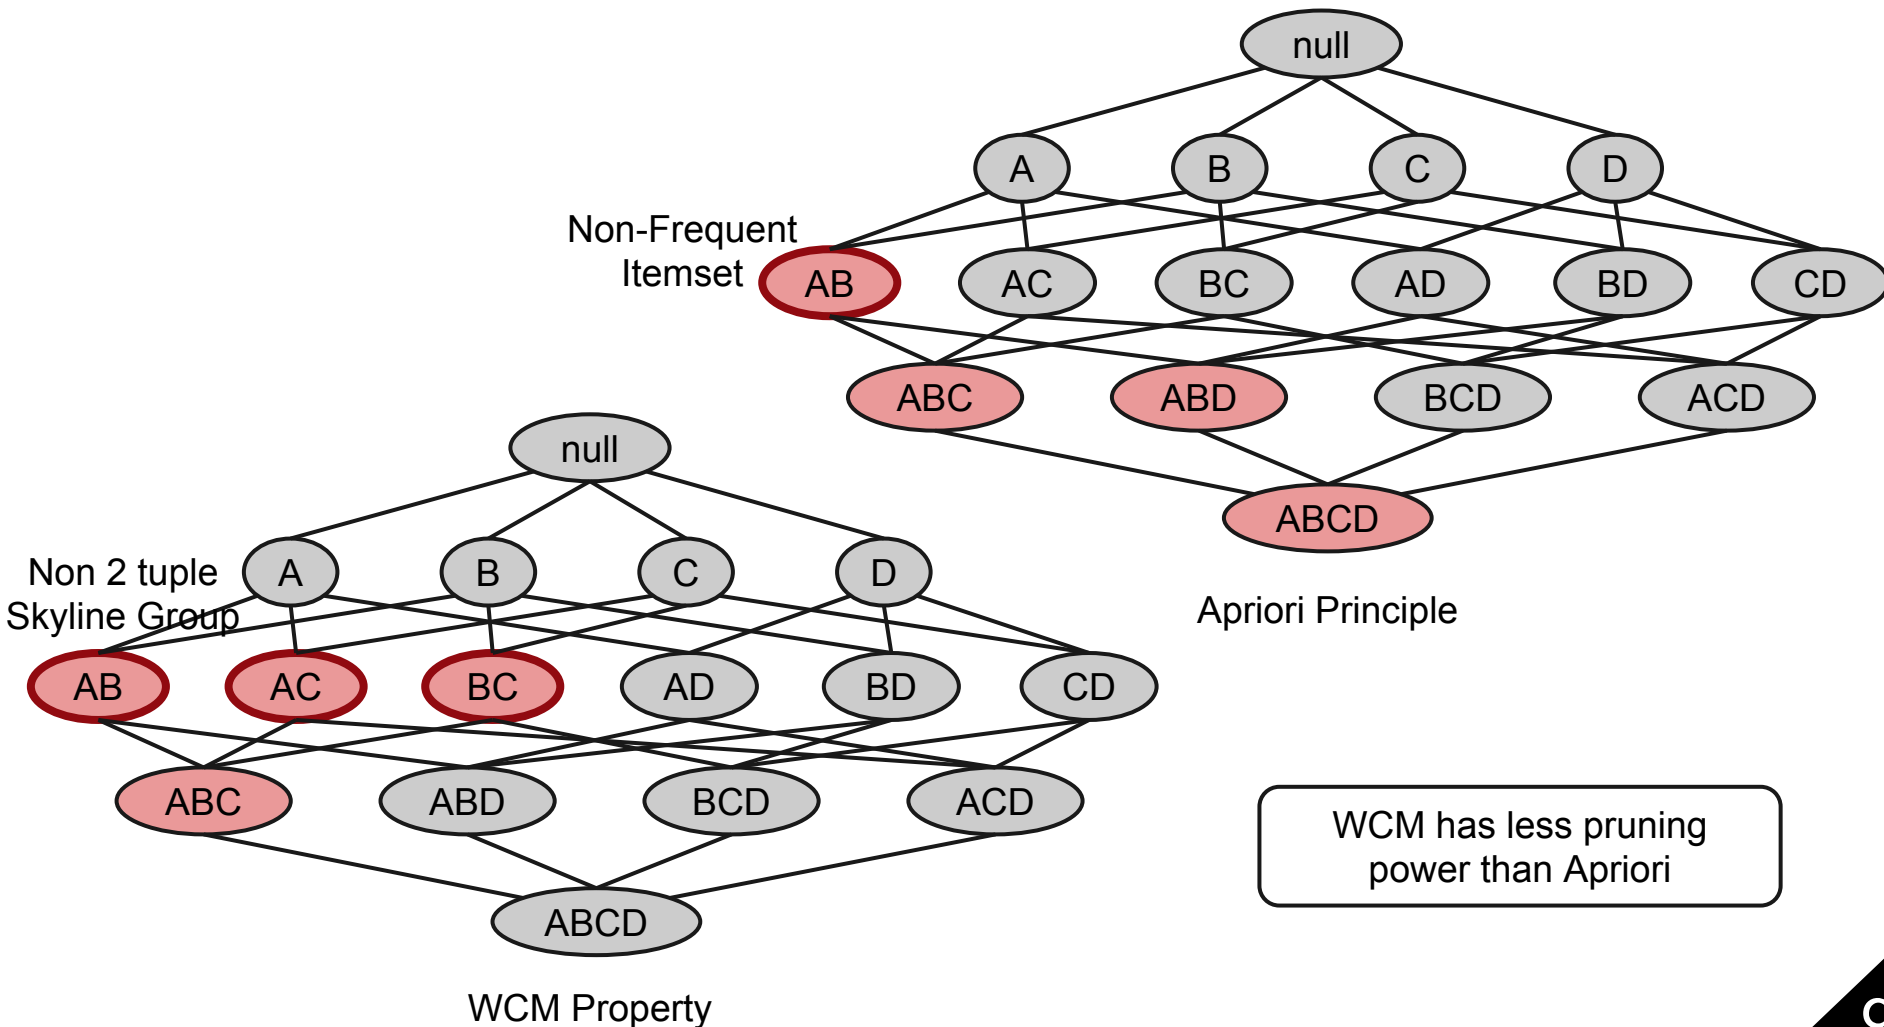 null
A B C D
Non-Frequent
Itemset
AB AC BC AD BD CD
ABC ABD BCD ACD
ABCD
Apriori Principle
null
A B C D
Non 2 tuple
Skyline Group
AB AC BC AD BD CD
ABC ABD BCD ACD
ABCD
WCM Property
WCM has less pruning
power than Apriori